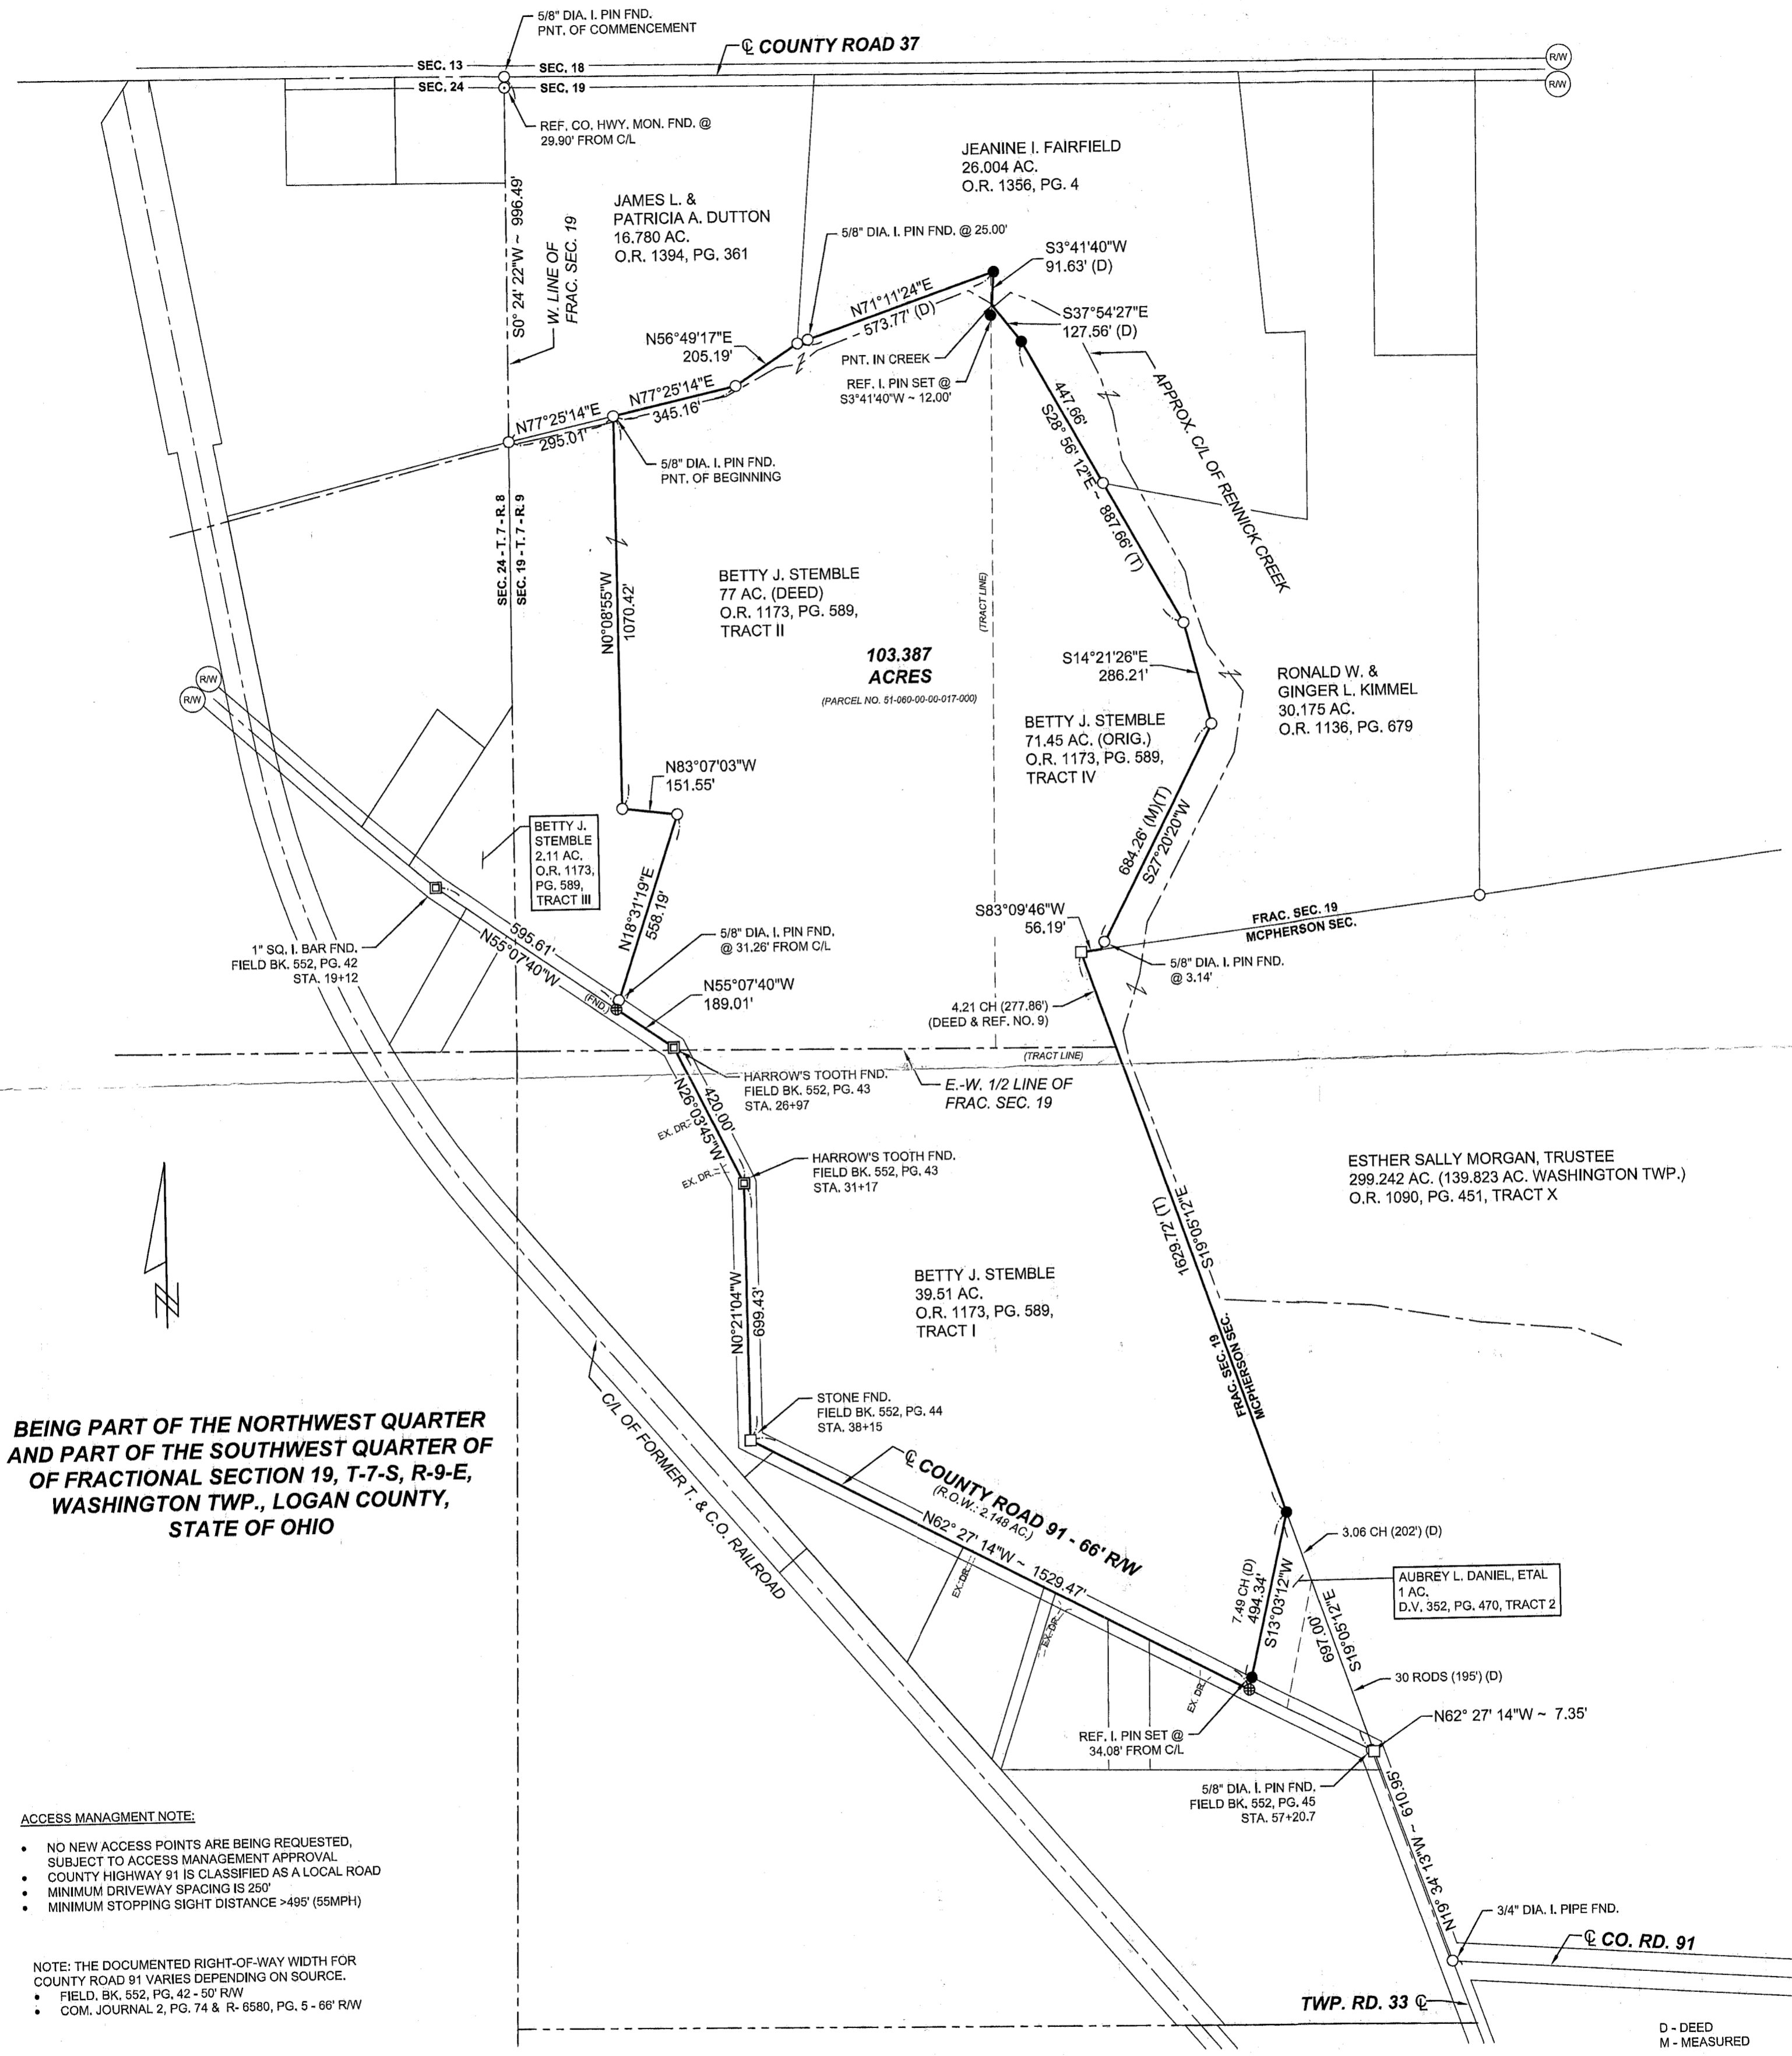 5/8" DIA. I. PIN FND.
PNT. OF COMMENCEMENT
℄ COUNTY ROAD 37
R/W
R/W
SEC. 13
SEC. 18
SEC. 24
SEC. 19
REF. CO. HWY. MON. FND. @
29.90' FROM C/L
JEANINE I. FAIRFIELD
26.004 AC.
O.R. 1356, PG. 4
JAMES L. &
PATRICIA A. DUTTON
16.780 AC.
O.R. 1394, PG. 361
S0° 24' 22"W ~ 996.49'
W. LINE OF
FRAC. SEC. 19
5/8" DIA. I. PIN FND. @ 25.00'
S3°41'40"W
91.63' (D)
N71°11'24"E
573.77' (D)
S37°54'27"E
127.56' (D)
N56°49'17"E
205.19'
PNT. IN CREEK
REF. I. PIN SET @
S3°41'40"W ~ 12.00'
N77°25'14"E
345.16'
N77°25'14"E
295.01'
447.66'
S28° 56' 12"E ~ 887.66' (T)
APPROX. C/L OF RENNICK CREEK
5/8" DIA. I. PIN FND.
PNT. OF BEGINNING
SEC. 24 - T. 7 - R. 8
SEC. 19 - T. 7 - R. 9
N0°08'55"W
1070.42'
BETTY J. STEMBLE
77 AC. (DEED)
O.R. 1173, PG. 589,
TRACT II
(TRACT LINE)
103.387
ACRES
(PARCEL NO. 51-060-00-00-017-000)
S14°21'26"E
286.21'
RONALD W. &
GINGER L. KIMMEL
30.175 AC.
O.R. 1136, PG. 679
R/W
R/W
BETTY J. STEMBLE
71.45 AC. (ORIG.)
O.R. 1173, PG. 589,
TRACT IV
N83°07'03"W
151.55'
684.26' (M)(T)
S27°20'20"W
BETTY J.
STEMBLE
2.11 AC.
O.R. 1173,
PG. 589,
TRACT III
N18°31'19"E
558.19'
S83°09'46"W
56.19'
FRAC. SEC. 19
MCPHERSON SEC.
5/8" DIA. I. PIN FND.
@ 31.26' FROM C/L
1" SQ. I. BAR FND.
FIELD BK. 552, PG. 42
STA. 19+12
595.61'
N55°07'40"W
(FND.)
5/8" DIA. I. PIN FND.
@ 3.14'
N55°07'40"W
189.01'
4.21 CH (277.86')
(DEED & REF. NO. 9)
(TRACT LINE)
HARROW'S TOOTH FND.
FIELD BK. 552, PG. 43
STA. 26+97
E.-W. 1/2 LINE OF
FRAC. SEC. 19
420.00'
N26°03'45"W
EX. DR.
EX. DR.
HARROW'S TOOTH FND.
FIELD BK. 552, PG. 43
STA. 31+17
ESTHER SALLY MORGAN, TRUSTEE
299.242 AC. (139.823 AC. WASHINGTON TWP.)
O.R. 1090, PG. 451, TRACT X
S19°05'12"E
1629.72' (T)
N
N0°21'04"W
699.43'
BETTY J. STEMBLE
39.51 AC.
O.R. 1173, PG. 589,
TRACT I
FRAC. SEC. 19
MCPHERSON SEC.
STONE FND.
FIELD BK. 552, PG. 44
STA. 38+15
C/L OF FORMER T. & C.O. RAILROAD
BEING PART OF THE NORTHWEST QUARTER
AND PART OF THE SOUTHWEST QUARTER OF
OF FRACTIONAL SECTION 19, T-7-S, R-9-E,
WASHINGTON TWP., LOGAN COUNTY,
STATE OF OHIO
℄ COUNTY ROAD 91 - 66' R/W
(R.O.W.: 2.148 AC.)
N62° 27' 14"W ~ 1529.47'
EX. DR.
EX. DR.
EX. DR.
3.06 CH (202') (D)
7.49 CH (D)
494.34'
S13°03'12"W
AUBREY L. DANIEL, ETAL
1 AC.
D.V. 352, PG. 470, TRACT 2
S19°05'12"E
697.00'
30 RODS (195') (D)
N62° 27' 14"W ~ 7.35'
REF. I. PIN SET @
34.08' FROM C/L
5/8" DIA. I. PIN FND.
FIELD BK. 552, PG. 45
STA. 57+20.7
N19° 34' 13"W ~ 610.95'
ACCESS MANAGMENT NOTE:
• NO NEW ACCESS POINTS ARE BEING REQUESTED,
SUBJECT TO ACCESS MANAGEMENT APPROVAL
• COUNTY HIGHWAY 91 IS CLASSIFIED AS A LOCAL ROAD
• MINIMUM DRIVEWAY SPACING IS 250'
• MINIMUM STOPPING SIGHT DISTANCE >495' (55MPH)
3/4" DIA. I. PIPE FND.
℄ CO. RD. 91
NOTE: THE DOCUMENTED RIGHT-OF-WAY WIDTH FOR
COUNTY ROAD 91 VARIES DEPENDING ON SOURCE.
• FIELD. BK. 552, PG. 42 - 50' R/W
• COM. JOURNAL 2, PG. 74 & R- 6580, PG. 5 - 66' R/W
TWP. RD. 33 ℄
D - DEED
M - MEASURED